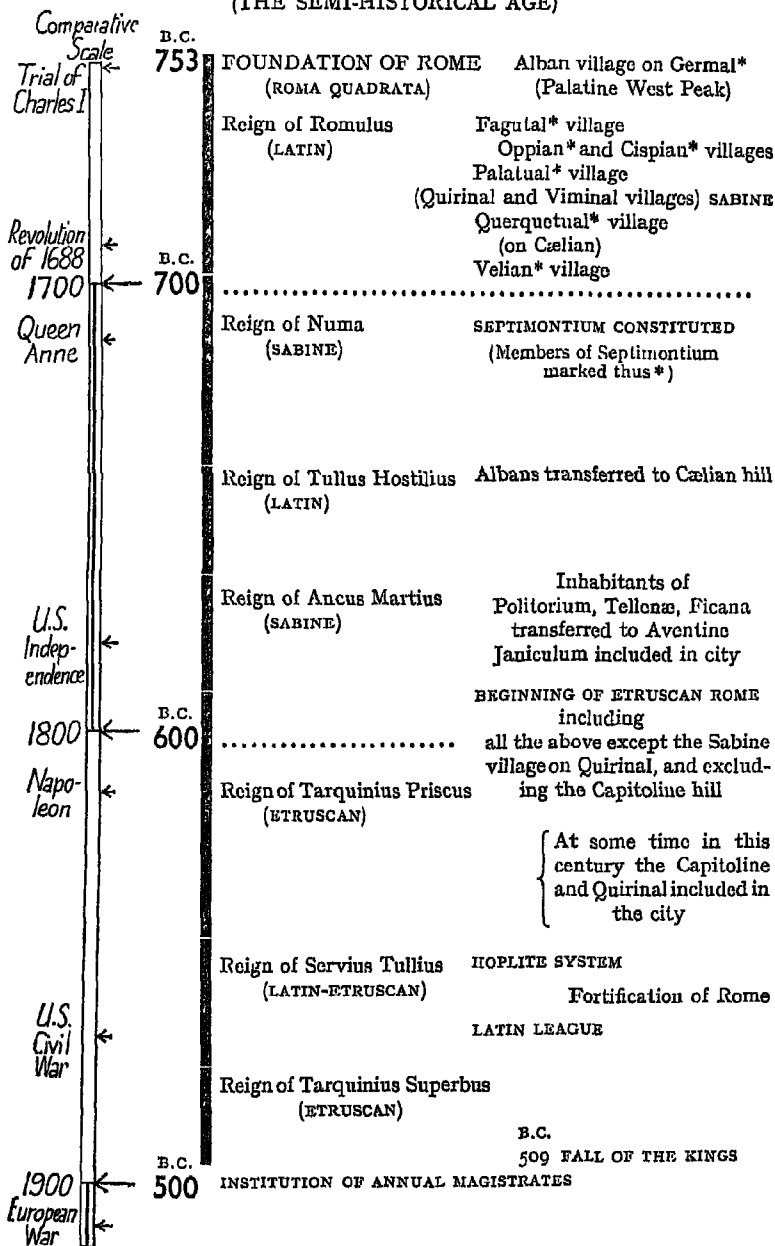 (THE SEMI-HISTORICAL AGE)
Comparative
Scale
B.C.
753 FOUNDATION OF ROME Alban village on Germal*
(ROMA QUADRATA) (Palatine West Peak)
Trial of
Charles I
Reign of Romulus Fagutal* village
(LATIN) Oppian* and Cispian* villages
Palatual* village
(Quirinal and Viminal villages) SABINE
Querquetual* village
(on Cælian)
Velian* village
Revolution
of 1688
B.C.
1700 700
Queen
Anne
Reign of Numa SEPTIMONTIUM CONSTITUTED
(SABINE) (Members of Septimontium
marked thus*)
Reign of Tullus Hostilius Albans transferred to Cælian hill
(LATIN)
Reign of Ancus Martius Inhabitants of
(SABINE) Politorium, Tellenæ, Ficana
transferred to Aventine
Janiculum included in city
U.S.
Indep-
endence
BEGINNING OF ETRUSCAN ROME
B.C.
1800 600
including
all the above except the Sabine
village on Quirinal, and exclud-
ing the Capitoline hill
Napo-
leon
Reign of Tarquinius Priscus
(ETRUSCAN)
At some time in this
century the Capitoline
and Quirinal included in
the city
Reign of Servius Tullius HOPLITE SYSTEM
(LATIN-ETRUSCAN) Fortification of Rome
LATIN LEAGUE
U.S.
Civil
War
Reign of Tarquinius Superbus
(ETRUSCAN)
B.C.
509 FALL OF THE KINGS
B.C.
1900 500 INSTITUTION OF ANNUAL MAGISTRATES
European
War